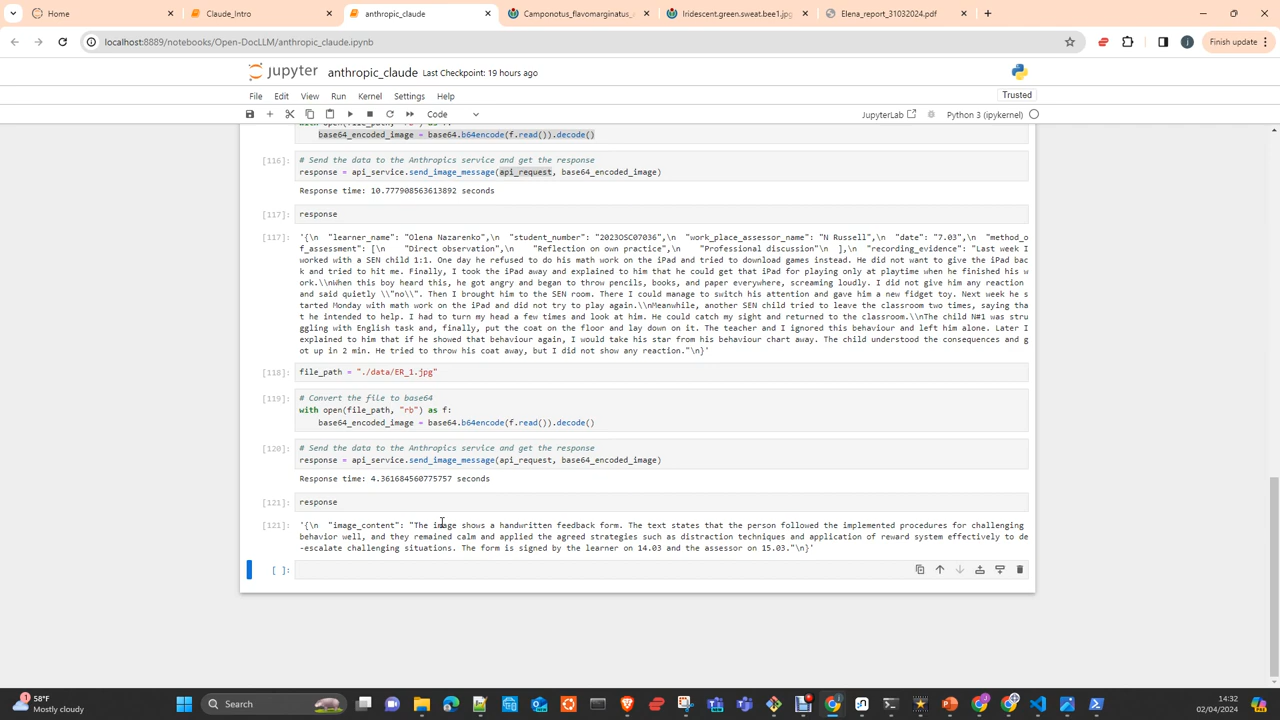 Home
Claude_Intro
anthropic_claude
Camponotus_flavomarginatus_
Iridescent.green.sweat.bee1.jpg
Elena_report_31032024.pdf
localhost:8889/notebooks/Open-DocLLM/anthropic_claude.ipynb
Finish update
jupyter anthropic_claude Last Checkpoint: 19 hours ago
File Edit View Run Kernel Settings Help
Trusted
Code
JupyterLab
Python 3 (ipykernel)
with open(file_path, "rb") as f:
base64_encoded_image = base64.b64encode(f.read()).decode()
[116]: # Send the data to the Anthropics service and get the response
response = api_service.send_image_message(api_request, base64_encoded_image)
Response time: 10.777908563613892 seconds
[117]: response
[117]: '{\n  "learner_name": "Olena Nazarenko",\n  "student_number": "2023OSC07036",\n  "work_place_assessor_name": "N Russell",\n  "date": "7.03",\n  "method_o
f_assessment": [\n    "Direct observation",\n    "Reflection on own practice",\n    "Professional discussion"\n  ],\n  "recording_evidence": "Last week I
worked with a SEN child 1:1. One day he refused to do his math work on the iPad and tried to download games instead. He did not want to give the iPad bac
k and tried to hit me. Finally, I took the iPad away and explained to him that he could get that iPad for playing only at playtime when he finished his w
ork.\\nWhen this boy heard this, he got angry and began to throw pencils, books, and paper everywhere, screaming loudly. I did not give him any reaction
and said quietly \\"no\\". Then I brought him to the SEN room. There I could manage to switch his attention and gave him a new fidget toy. Next week he s
tarted Monday with math work on the iPad and did not try to play again.\\nMeanwhile, another SEN child tried to leave the classroom two times, saying tha
t he intended to help. I had to turn my head a few times and look at him. He could catch my sight and returned to the classroom.\\nThe child N#1 was stru
ggling with English task and, finally, put the coat on the floor and lay down on it. The teacher and I ignored this behaviour and left him alone. Later I
explained to him that if he showed that behaviour again, I would take his star from his behaviour chart away. The child understood the consequences and g
ot up in 2 min. He tried to throw his coat away, but I did not show any reaction."\n}'
[118]: file_path = "./data/ER_1.jpg"
[119]: # Convert the file to base64
with open(file_path, "rb") as f:
base64_encoded_image = base64.b64encode(f.read()).decode()
[120]: # Send the data to the Anthropics service and get the response
response = api_service.send_image_message(api_request, base64_encoded_image)
Response time: 4.361684560775757 seconds
[121]: response
[121]: '{\n  "image_content": "The image shows a handwritten feedback form. The text states that the person followed the implemented procedures for challenging
behavior well, and they remained calm and applied the agreed strategies such as distraction techniques and application of reward system effectively to de
-escalate challenging situations. The form is signed by the learner on 14.03 and the assessor on 15.03."\n}'
[ ]:
58°F
Mostly cloudy
Search
14:32
02/04/2024